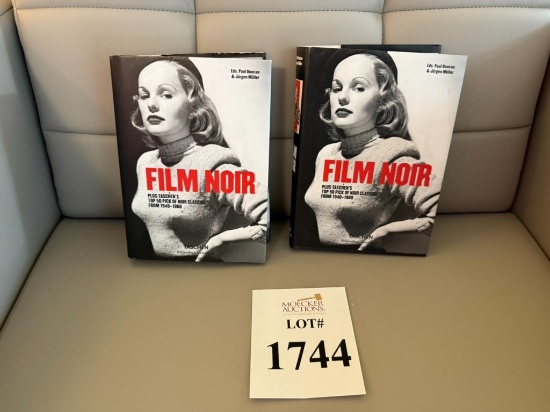 Eds. Paul Duncan
& Jürgen Müller
FILM NOIR
PLUS TASCHEN'S
TOP 50 PICK OF NOIR CLASSICS
FROM 1940–1960
TASCHEN
Eds. Paul Duncan
& Jürgen Müller
FILM NOIR
PLUS TASCHEN'S
TOP 50 PICK OF NOIR CLASSICS
FROM 1940–1960
TASCHEN
MOECKER
AUCTIONS
LOT#
1744